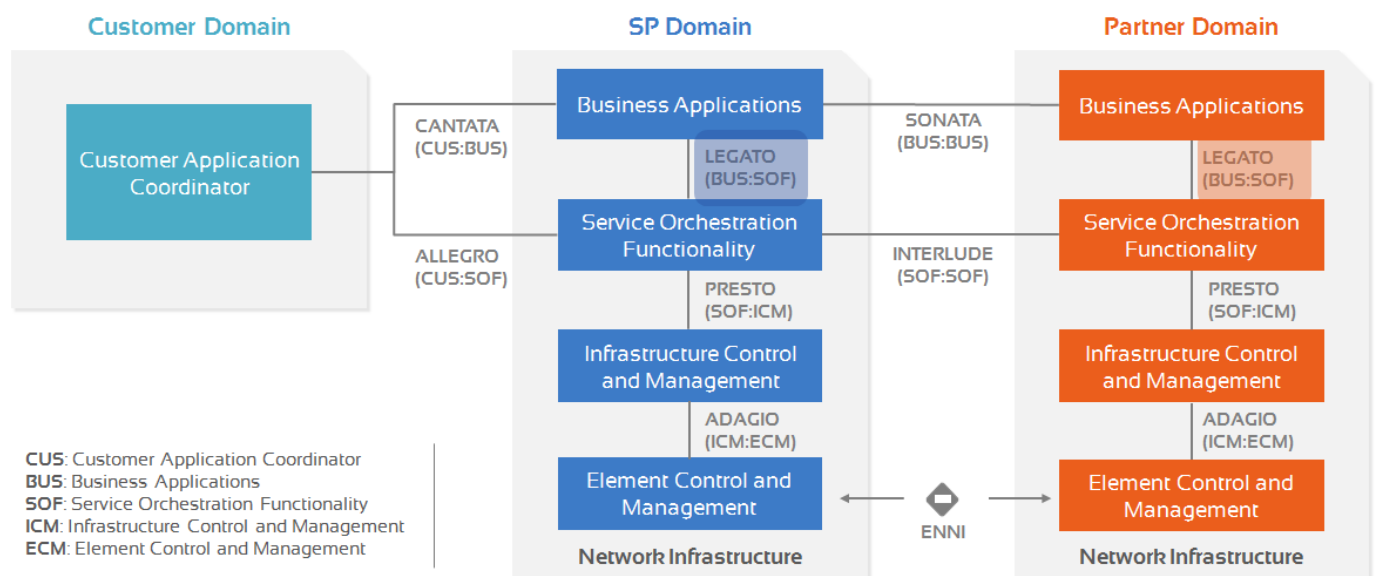 Customer Domain
SP Domain
Partner Domain
Customer Application
Coordinator
CANTATA
(CUS:BUS)
ALLEGRO
(CUS:SOF)
Business Applications
LEGATO
(BUS:SOF)
Service Orchestration
Functionality
PRESTO
(SOF:ICM)
Infrastructure Control
and Management
ADAGIO
(ICM:ECM)
Element Control and
Management
Network Infrastructure
SONATA
(BUS:BUS)
INTERLUDE
(SOF:SOF)
ENNI
Business Applications
LEGATO
(BUS:SOF)
Service Orchestration
Functionality
PRESTO
(SOF:ICM)
Infrastructure Control
and Management
ADAGIO
(ICM:ECM)
Element Control and
Management
Network Infrastructure
CUS: Customer Application Coordinator
BUS: Business Applications
SOF: Service Orchestration Functionality
ICM: Infrastructure Control and Management
ECM: Element Control and Management